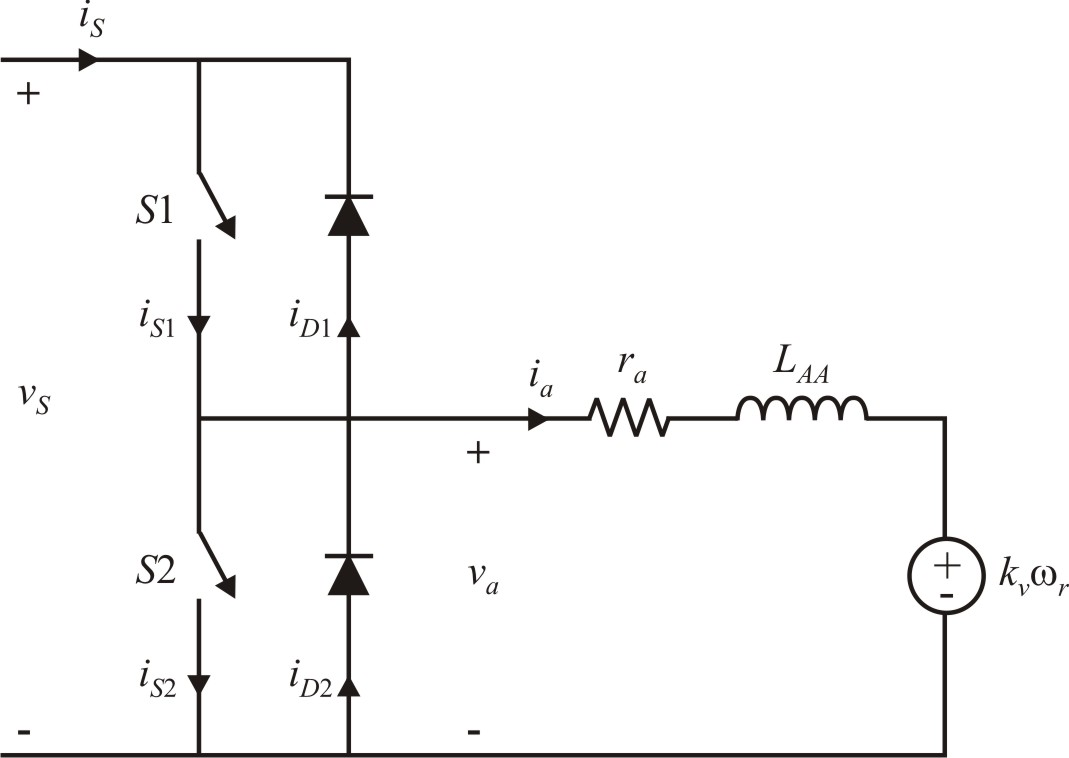 i_S
+
S1
i_S1
i_D1
v_S
i_a
r_a
L_AA
+
S2
i_S2
i_D2
v_a
+
-
k_vω_r
-
-